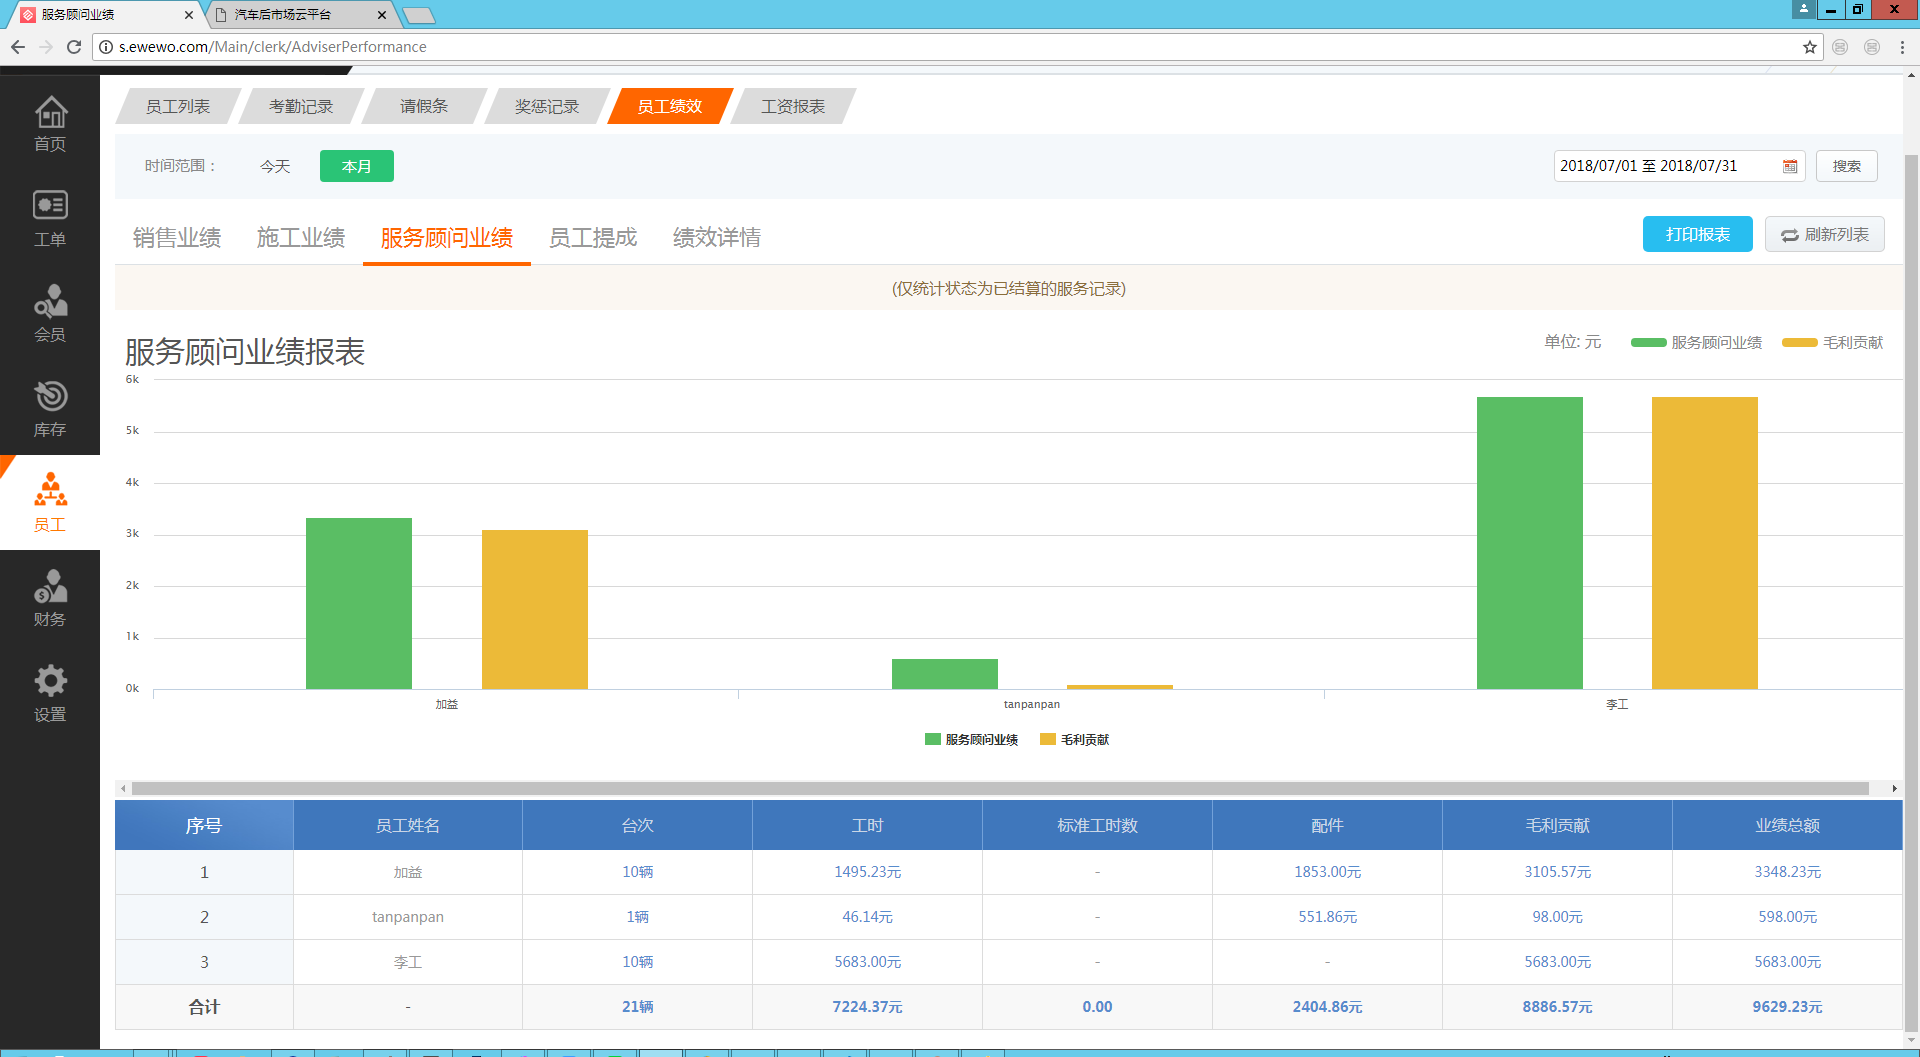 服务顾问业绩
汽车后市场云平台
s.ewewo.com/Main/clerk/AdviserPerformance
首页
工单
会员
库存
员工
财务
设置
员工列表 考勤记录 请假条 奖惩记录 员工绩效 工资报表
时间范围： 今天 本月 2018/07/01 至 2018/07/31 搜索
销售业绩 施工业绩 服务顾问业绩 员工提成 绩效详情 打印报表 刷新列表
(仅统计状态为已结算的服务记录)
服务顾问业绩报表 单位: 元 服务顾问业绩 毛利贡献
6k
5k
4k
3k
2k
1k
0k
加益 tanpanpan 李工
服务顾问业绩 毛利贡献
序号 员工姓名 台次 工时 标准工时数 配件 毛利贡献 业绩总额
1 加益 10辆 1495.23元 - 1853.00元 3105.57元 3348.23元
2 tanpanpan 1辆 46.14元 - 551.86元 98.00元 598.00元
3 李工 10辆 5683.00元 - - 5683.00元 5683.00元
合计 - 21辆 7224.37元 0.00 2404.86元 8886.57元 9629.23元